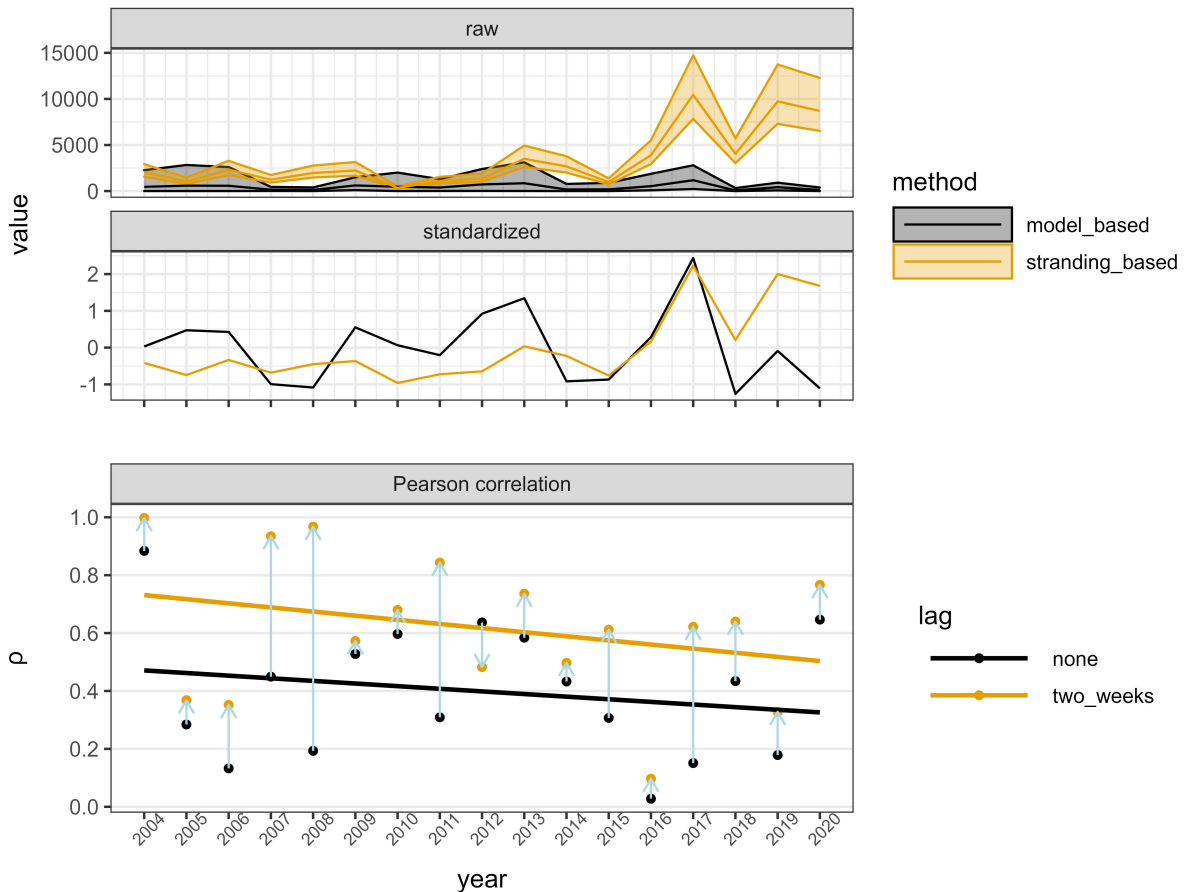 raw
15000
10000
5000
0
standardized
2
1
0
-1
value
method
model_based
stranding_based
Pearson correlation
1.0
0.8
0.6
0.4
0.2
0.0
ρ
2004 2005 2006 2007 2008 2009 2010 2011 2012 2013 2014 2015 2016 2017 2018 2019 2020
year
lag
none
two_weeks